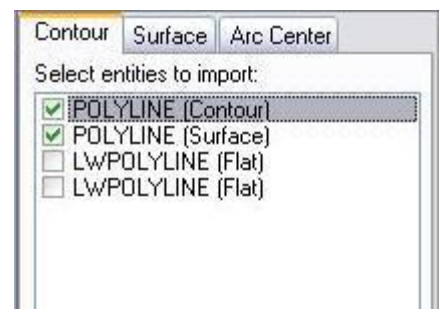 Contour Surface Arc Center
Select entities to import:
POLYLINE (Contour)
POLYLINE (Surface)
LWPOLYLINE (Flat)
LWPOLYLINE (Flat)